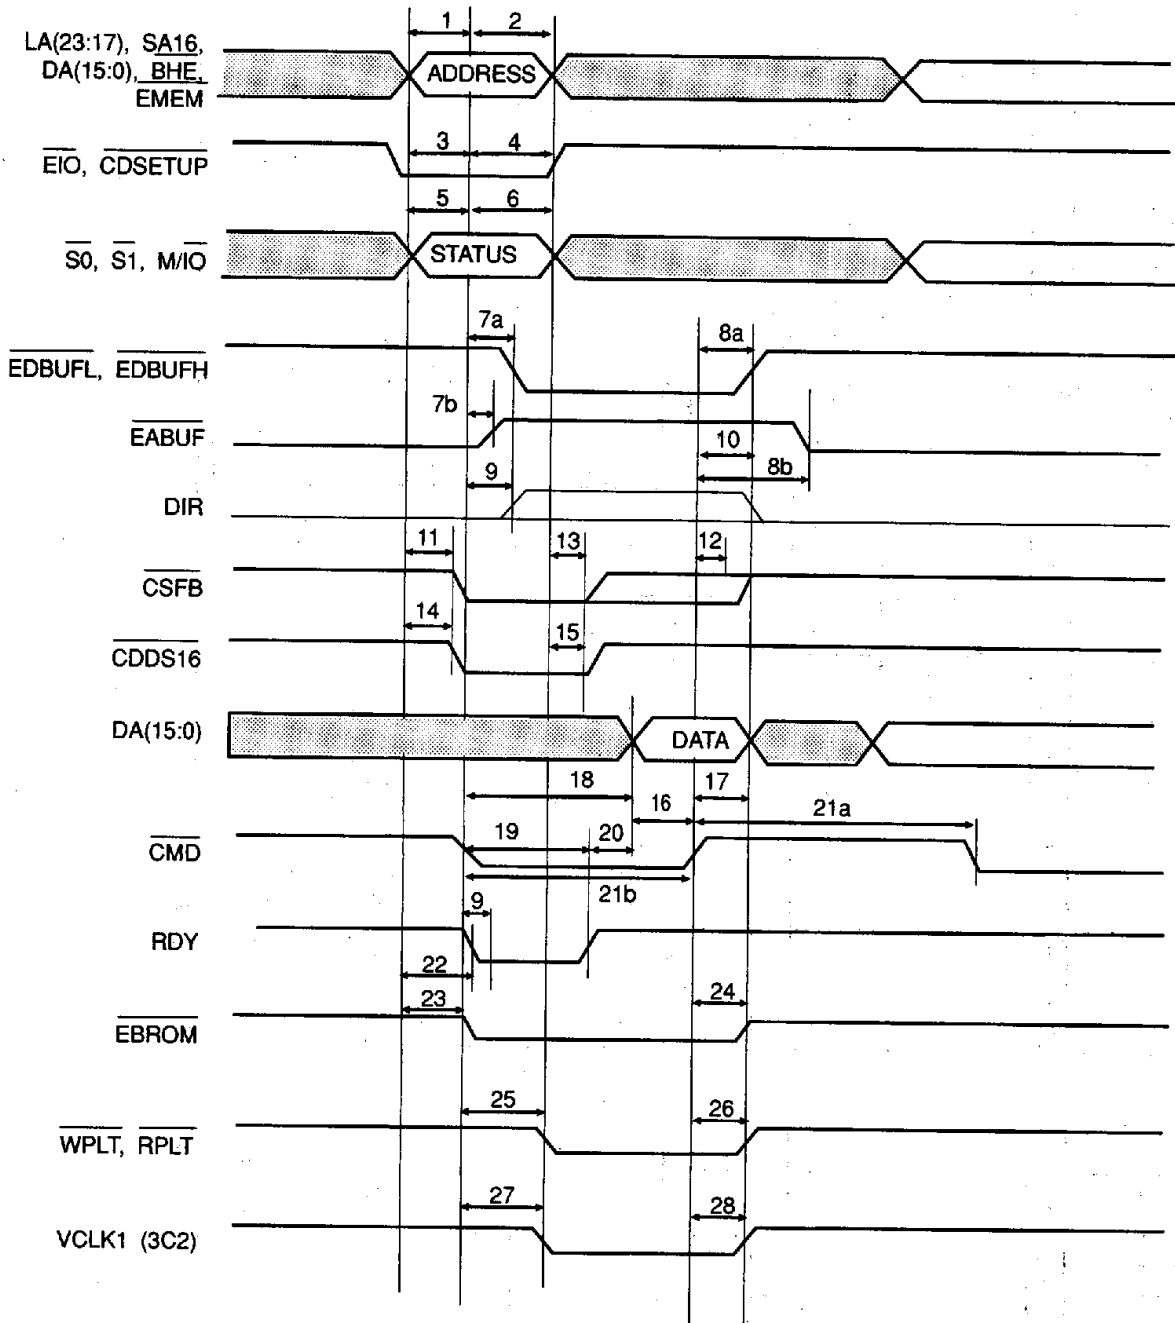 1 2
LA(23:17), SA16,
DA(15:0), BHE,
EMEM
ADDRESS
3 4
EIO, CDSETUP
5 6
S0, S1, M/IO
STATUS
7a 8a
EDBUFL, EDBUFH
7b
EABUF
10
8b
9
DIR
11 13 12
CSFB
14 15
CDDS16
DA(15:0)
DATA
18 17
16 21a
19 20
CMD
21b
9
RDY
22
23 24
EBROM
25 26
WPLT, RPLT
27 28
VCLK1 (3C2)